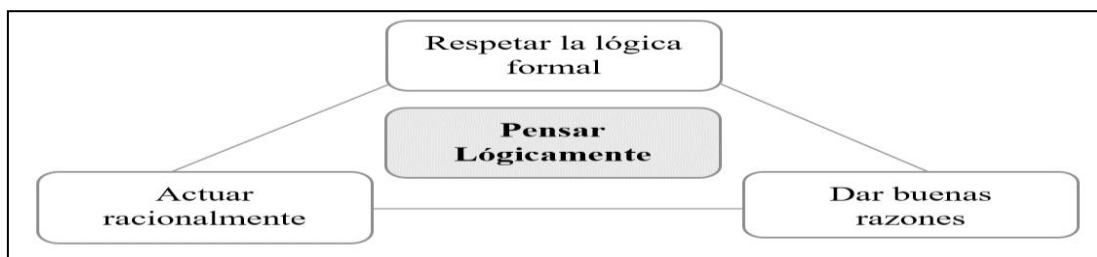 Respetar la lógica
formal
Pensar
Lógicamente
Actuar
racionalmente
Dar buenas
razones